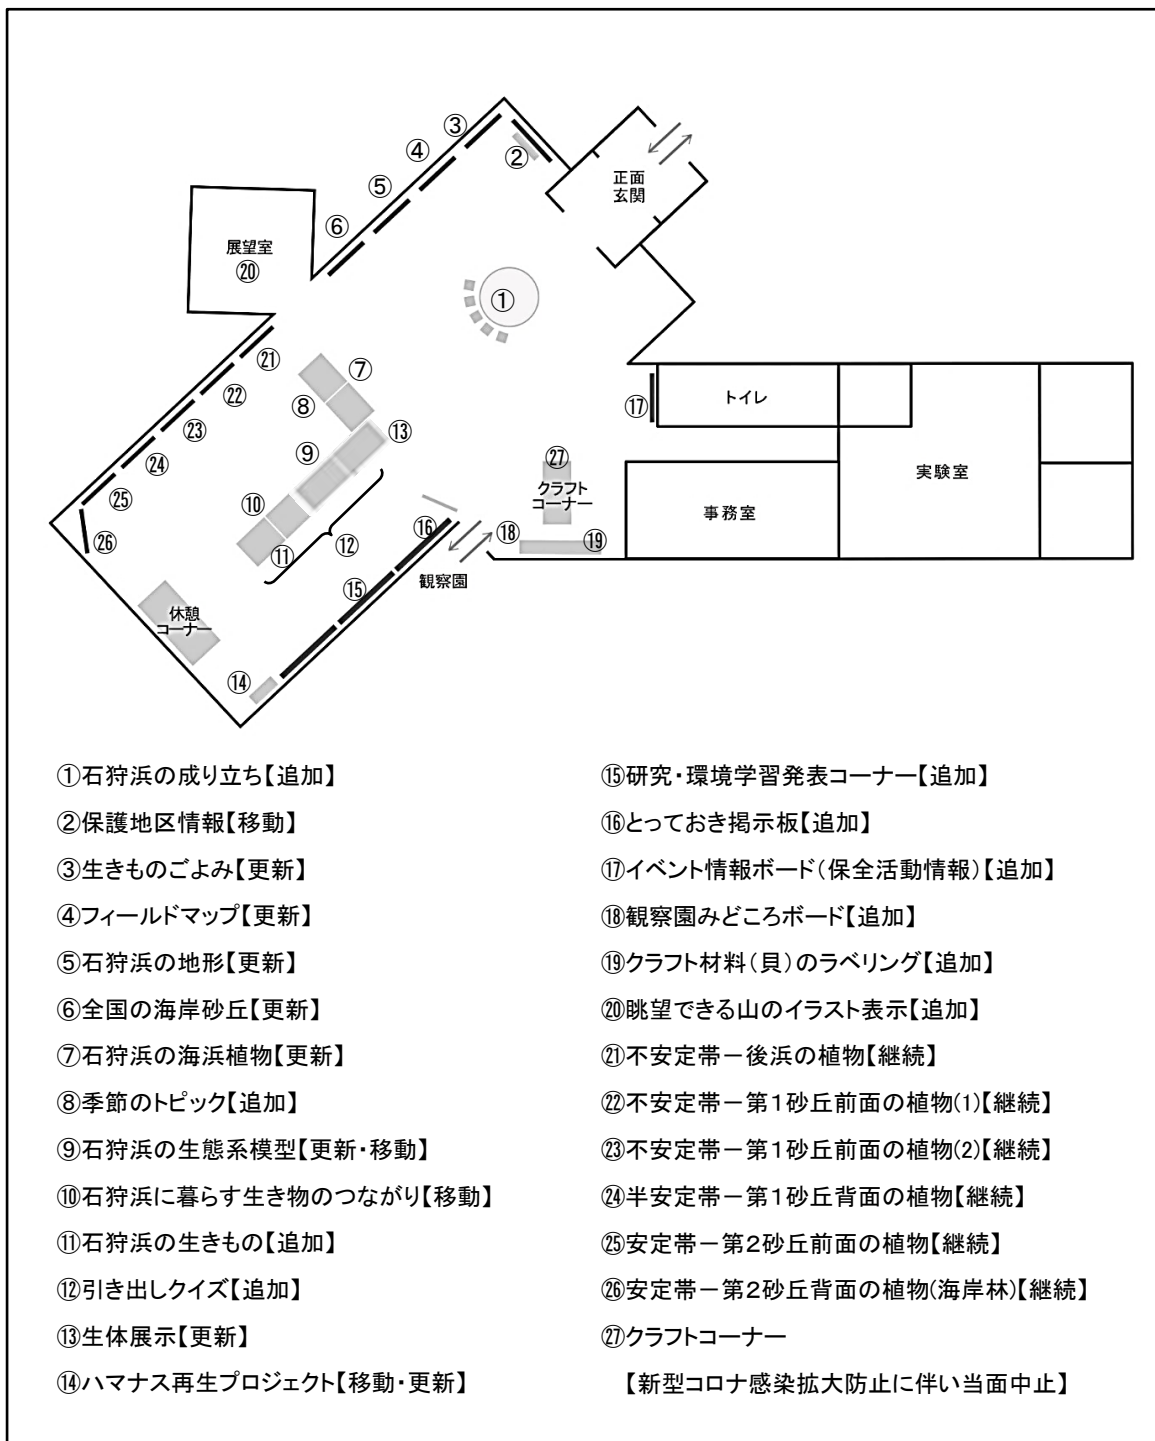 ③
②
④
正面
玄関
⑤
⑥
展望室
⑳
①
㉑
⑦
㉒
⑧
トイレ
⑰
㉓
⑬
⑨
㉔
㉗
実験室
クラフト
コーナー
㉕
⑩
事務室
⑯
⑱
⑲
㉖
⑪
⑫
観察園
⑮
休憩
コーナー
⑭
①石狩浜の成り立ち【追加】
②保護地区情報【移動】
③生きものごよみ【更新】
④フィールドマップ【更新】
⑤石狩浜の地形【更新】
⑥全国の海岸砂丘【更新】
⑦石狩浜の海浜植物【更新】
⑧季節のトピック【追加】
⑨石狩浜の生態系模型【更新・移動】
⑩石狩浜に暮らす生き物のつながり【移動】
⑪石狩浜の生きもの【追加】
⑫引き出しクイズ【追加】
⑬生体展示【更新】
⑭ハマナス再生プロジェクト【移動・更新】
⑮研究・環境学習発表コーナー【追加】
⑯とっておき掲示板【追加】
⑰イベント情報ボード（保全活動情報）【追加】
⑱観察園みどころボード【追加】
⑲クラフト材料（貝）のラベリング【追加】
⑳眺望できる山のイラスト表示【追加】
㉑不安定帯－後浜の植物【継続】
㉒不安定帯－第１砂丘前面の植物(1)【継続】
㉓不安定帯－第１砂丘前面の植物(2)【継続】
㉔半安定帯－第１砂丘背面の植物【継続】
㉕安定帯－第２砂丘前面の植物【継続】
㉖安定帯－第２砂丘背面の植物(海岸林)【継続】
㉗クラフトコーナー
【新型コロナ感染拡大防止に伴い当面中止】